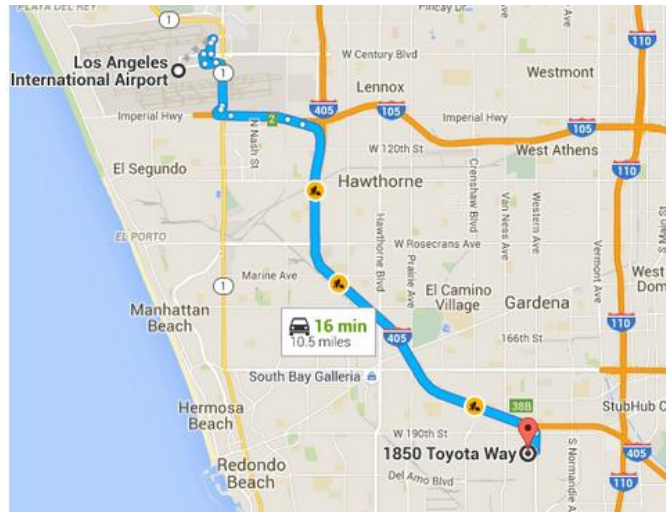 PLAYA DEL REY
1
Pincay Dr
110
Los Angeles
International Airport
W Century Blvd
Westmont
1
Lennox
405
105
Imperial Hwy
2
N Nash St
Imperial Hwy
105
W 120th St
West Athens
El Segundo
Hawthorne
Crenshaw Blvd
Van Ness Ave
Western Ave
110
EL PORTO
Hawthorne Blvd
Prairie Ave
W Rosecrans Ave
Vermont Ave
S Main St
West
Dom
Marine Ave
1
El Camino
Village
Gardena
Manhattan
Beach
16 min
10.5 miles
405
166th St
110
South Bay Galleria
Hermosa
Beach
38B
StubHub C
W 190th St
1850 Toyota Way
S Normandie Av
405
Redondo
Beach
Del Amo Blvd
110